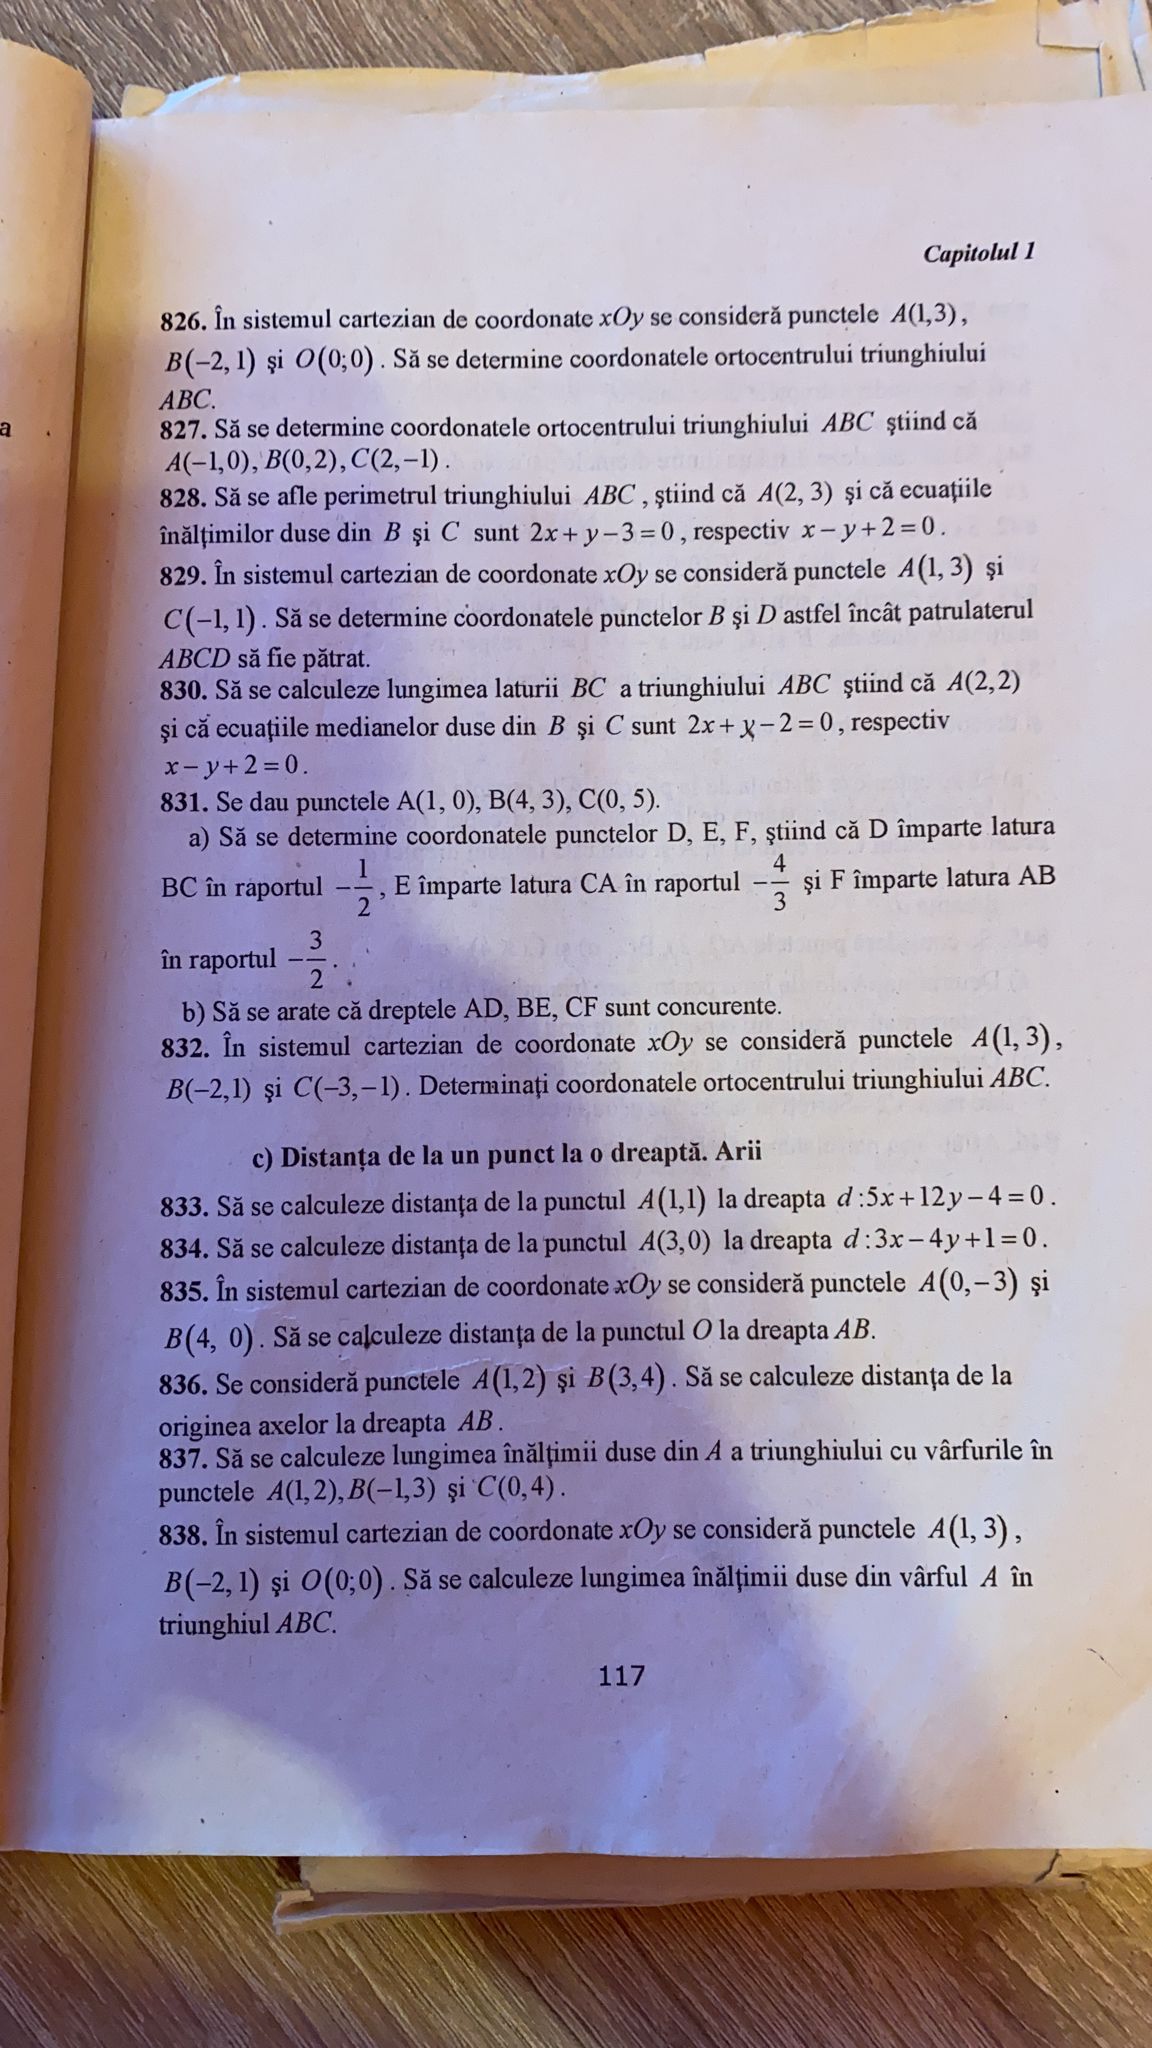 Capitolul 1
826. În sistemul cartezian de coordonate xOy se consideră punctele A(1,3),
B(−2, 1) şi O(0;0). Să se determine coordonatele ortocentrului triunghiului
ABC.
a
827. Să se determine coordonatele ortocentrului triunghiului ABC ştiind că
A(−1,0), B(0,2), C(2,−1).
828. Să se afle perimetrul triunghiului ABC , ştiind că A(2, 3) şi că ecuaţiile
înălţimilor duse din B şi C sunt 2x+ y−3=0, respectiv x− y+2=0.
829. În sistemul cartezian de coordonate xOy se consideră punctele A(1, 3) şi
C(−1, 1). Să se determine coordonatele punctelor B şi D astfel încât patrulaterul
ABCD să fie pătrat.
830. Să se calculeze lungimea laturii BC a triunghiului ABC ştiind că A(2,2)
şi că ecuaţiile medianelor duse din B şi C sunt 2x+ y−2=0, respectiv
x− y+2=0.
831. Se dau punctele A(1, 0), B(4, 3), C(0, 5).
a) Să se determine coordonatele punctelor D, E, F, ştiind că D împarte latura
BC în raportul −1/2, E împarte latura CA în raportul −4/3 şi F împarte latura AB
în raportul −3/2.
b) Să se arate că dreptele AD, BE, CF sunt concurente.
832. În sistemul cartezian de coordonate xOy se consideră punctele A(1, 3),
B(−2,1) şi C(−3,−1). Determinaţi coordonatele ortocentrului triunghiului ABC.
c) Distanţa de la un punct la o dreaptă. Arii
833. Să se calculeze distanţa de la punctul A(1,1) la dreapta d:5x+12y−4=0.
834. Să se calculeze distanţa de la punctul A(3,0) la dreapta d:3x−4y+1=0.
835. În sistemul cartezian de coordonate xOy se consideră punctele A(0,−3) şi
B(4, 0). Să se calculeze distanţa de la punctul O la dreapta AB.
836. Se consideră punctele A(1,2) şi B(3,4). Să se calculeze distanţa de la
originea axelor la dreapta AB.
837. Să se calculeze lungimea înălţimii duse din A a triunghiului cu vârfurile în
punctele A(1,2), B(−1,3) şi C(0,4).
838. În sistemul cartezian de coordonate xOy se consideră punctele A(1, 3),
B(−2, 1) şi O(0;0). Să se calculeze lungimea înălţimii duse din vârful A în
triunghiul ABC.
117